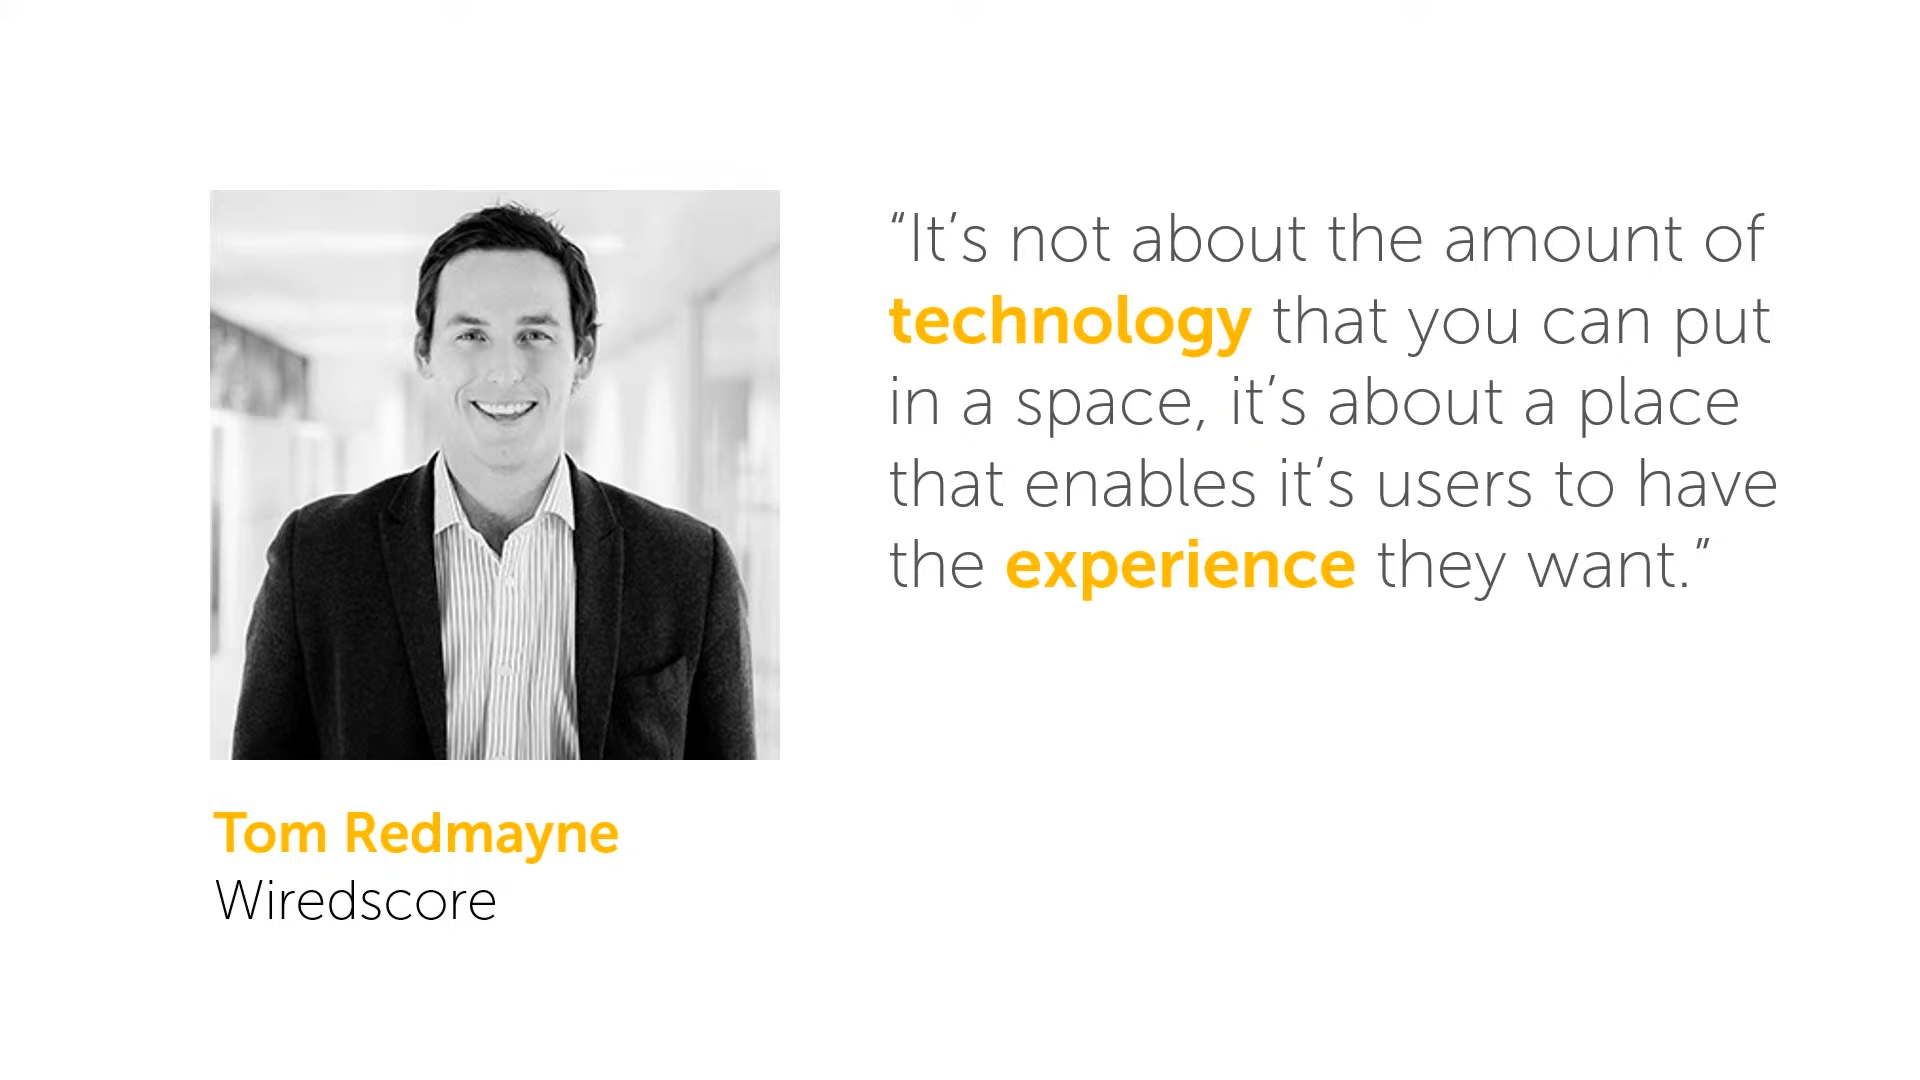 “It’s not about the amount of
technology that you can put
in a space, it’s about a place
that enables it’s users to have
the experience they want.”
Tom Redmayne
Wiredscore